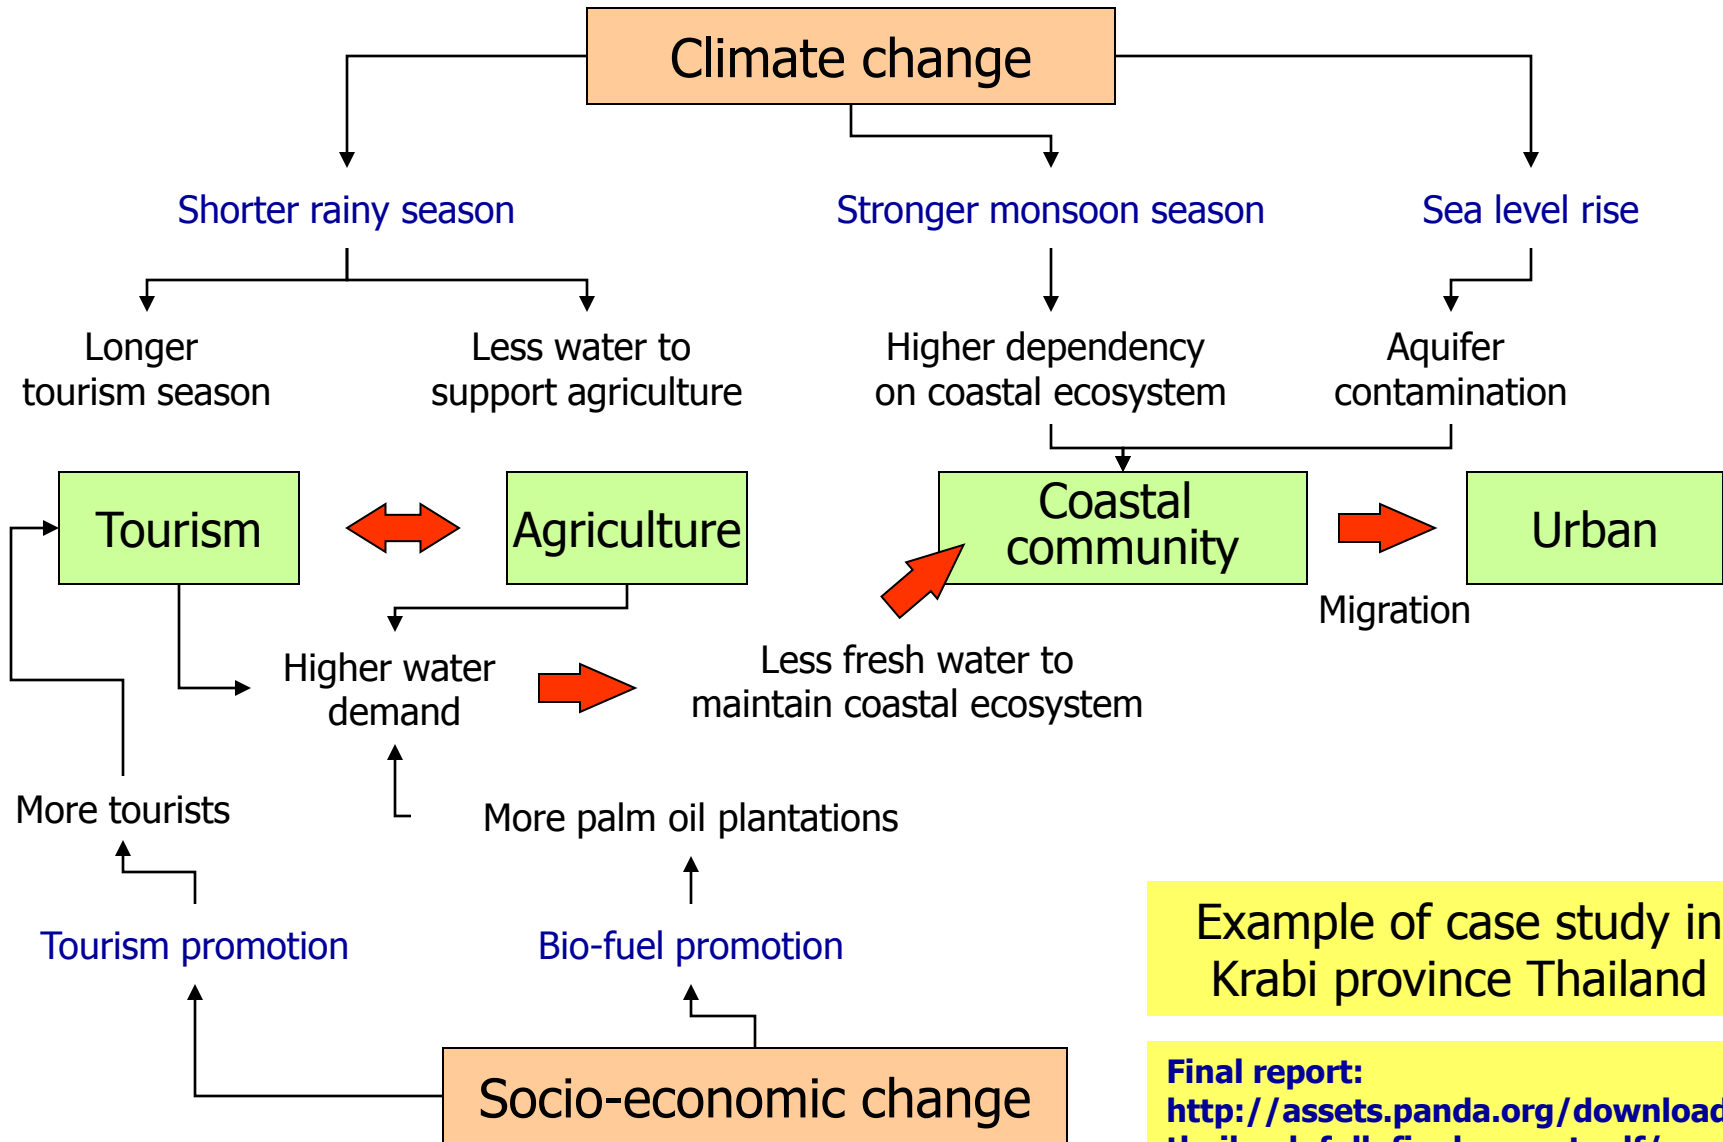 Climate change
Shorter rainy season
Stronger monsoon season
Sea level rise
Longer
tourism season
Less water to
support agriculture
Higher dependency
on coastal ecosystem
Aquifer
contamination
Tourism
Agriculture
Coastal
community
Urban
Migration
Higher water
demand
Less fresh water to
maintain coastal ecosystem
More tourists
More palm oil plantations
Tourism promotion
Bio-fuel promotion
Example of case study in
Krabi province Thailand
Socio-economic change
Final report:
http://assets.panda.org/download